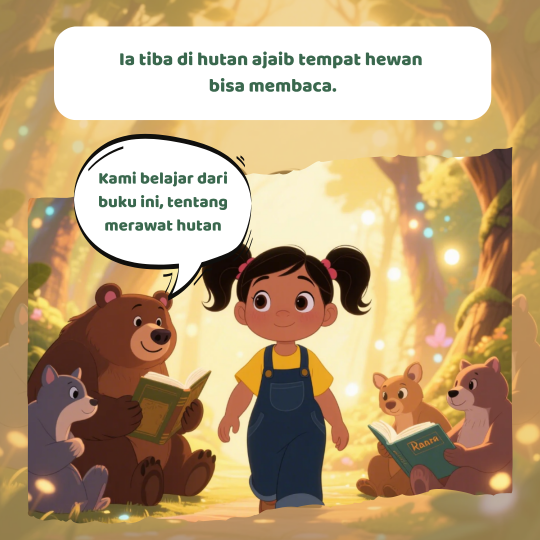 Ia tiba di hutan ajaib tempat hewan
bisa membaca.
Kami belajar dari
buku ini, tentang
merawat hutan